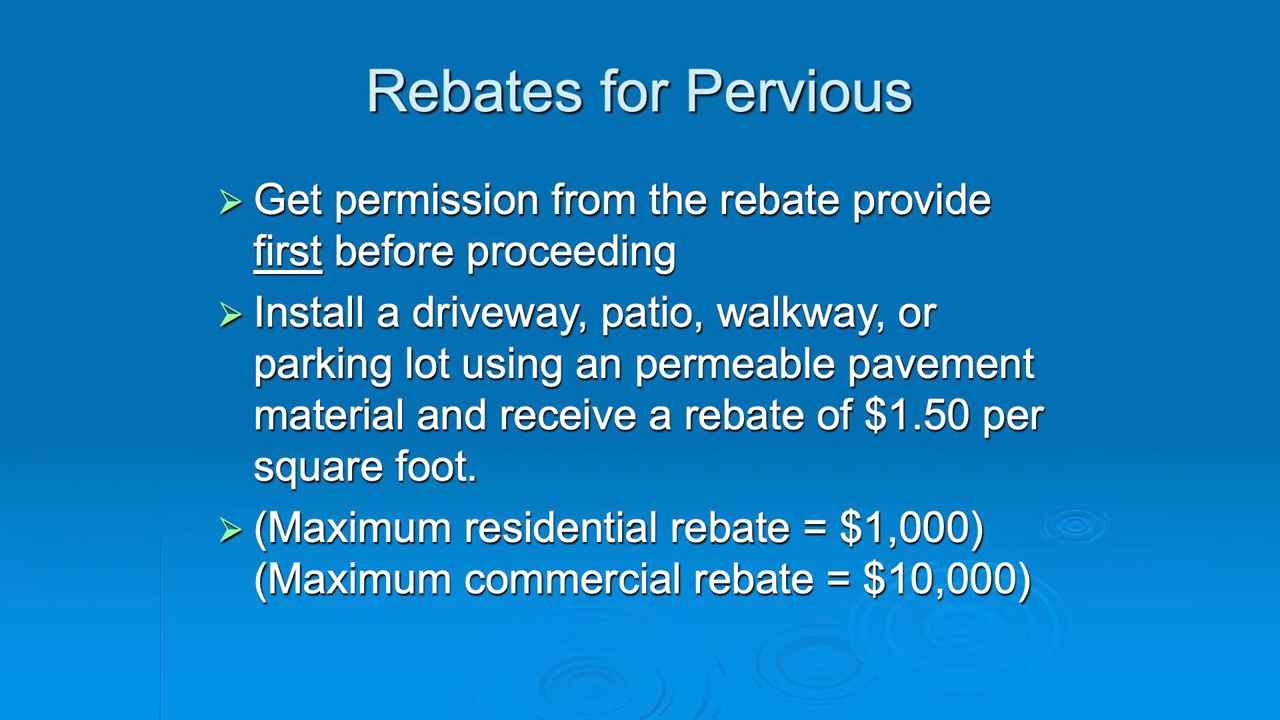 Rebates for Pervious
Get permission from the rebate provide
first before proceeding
Install a driveway, patio, walkway, or
parking lot using an permeable pavement
material and receive a rebate of $1.50 per
square foot.
(Maximum residential rebate = $1,000)
(Maximum commercial rebate = $10,000)